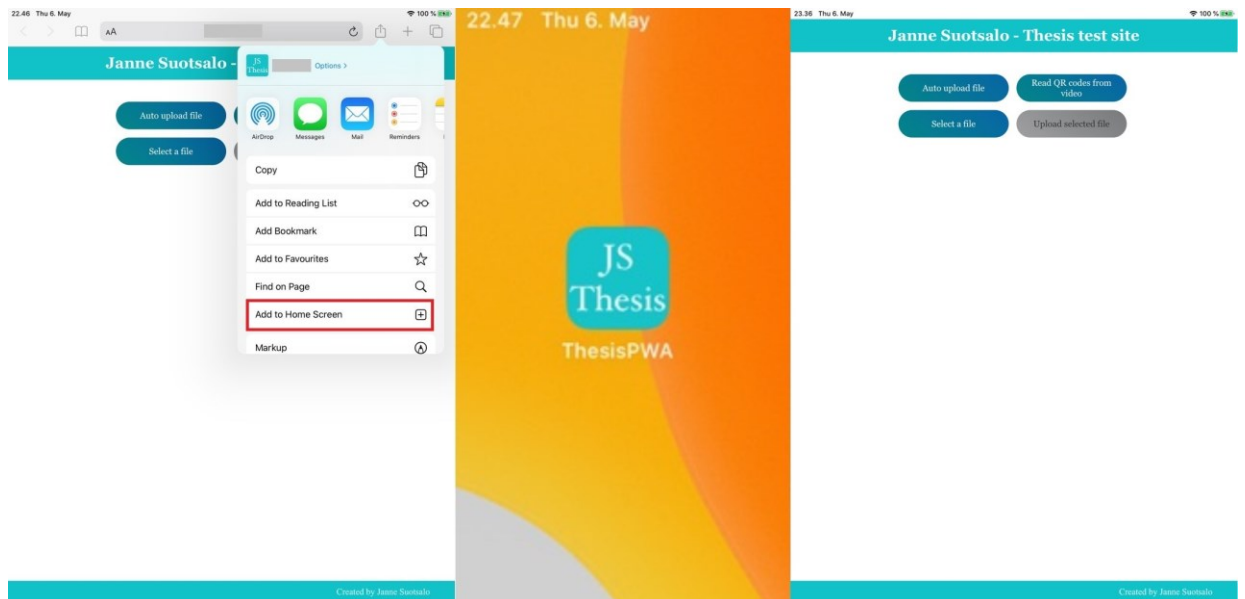 22.46 Thu 6. May
100 %
AA
Janne Suotsalo -
JS
Thesis
Options >
Auto upload file
Select a file
AirDrop
Messages
Mail
Reminders
Copy
Add to Reading List
Add Bookmark
Add to Favourites
Find on Page
Add to Home Screen
Markup
Created by Janne Suotsalo
22.47 Thu 6. May
JS
Thesis
ThesisPWA
23.36 Thu 6. May
100 %
Janne Suotsalo - Thesis test site
Auto upload file
Read QR codes from
video
Select a file
Upload selected file
Created by Janne Suotsalo